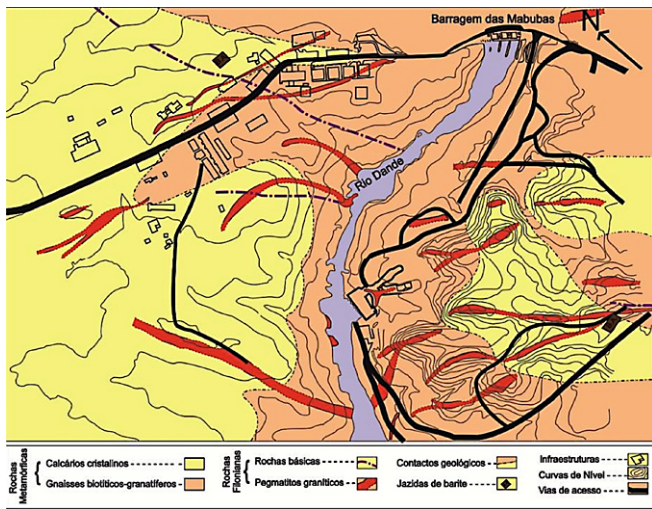 Barragem das Mabubas
N
Rio Dande
Rochas Metamórticas
Calcários cristalinos
Gnaisses biotíticos-granatíferos
Rochas Filonianas
Rochas básicas
Pegmatitos graníticos
Contactos geológicos
Jazidas de barite
Infraestruturas
Curvas de Nível
Vias de acesso